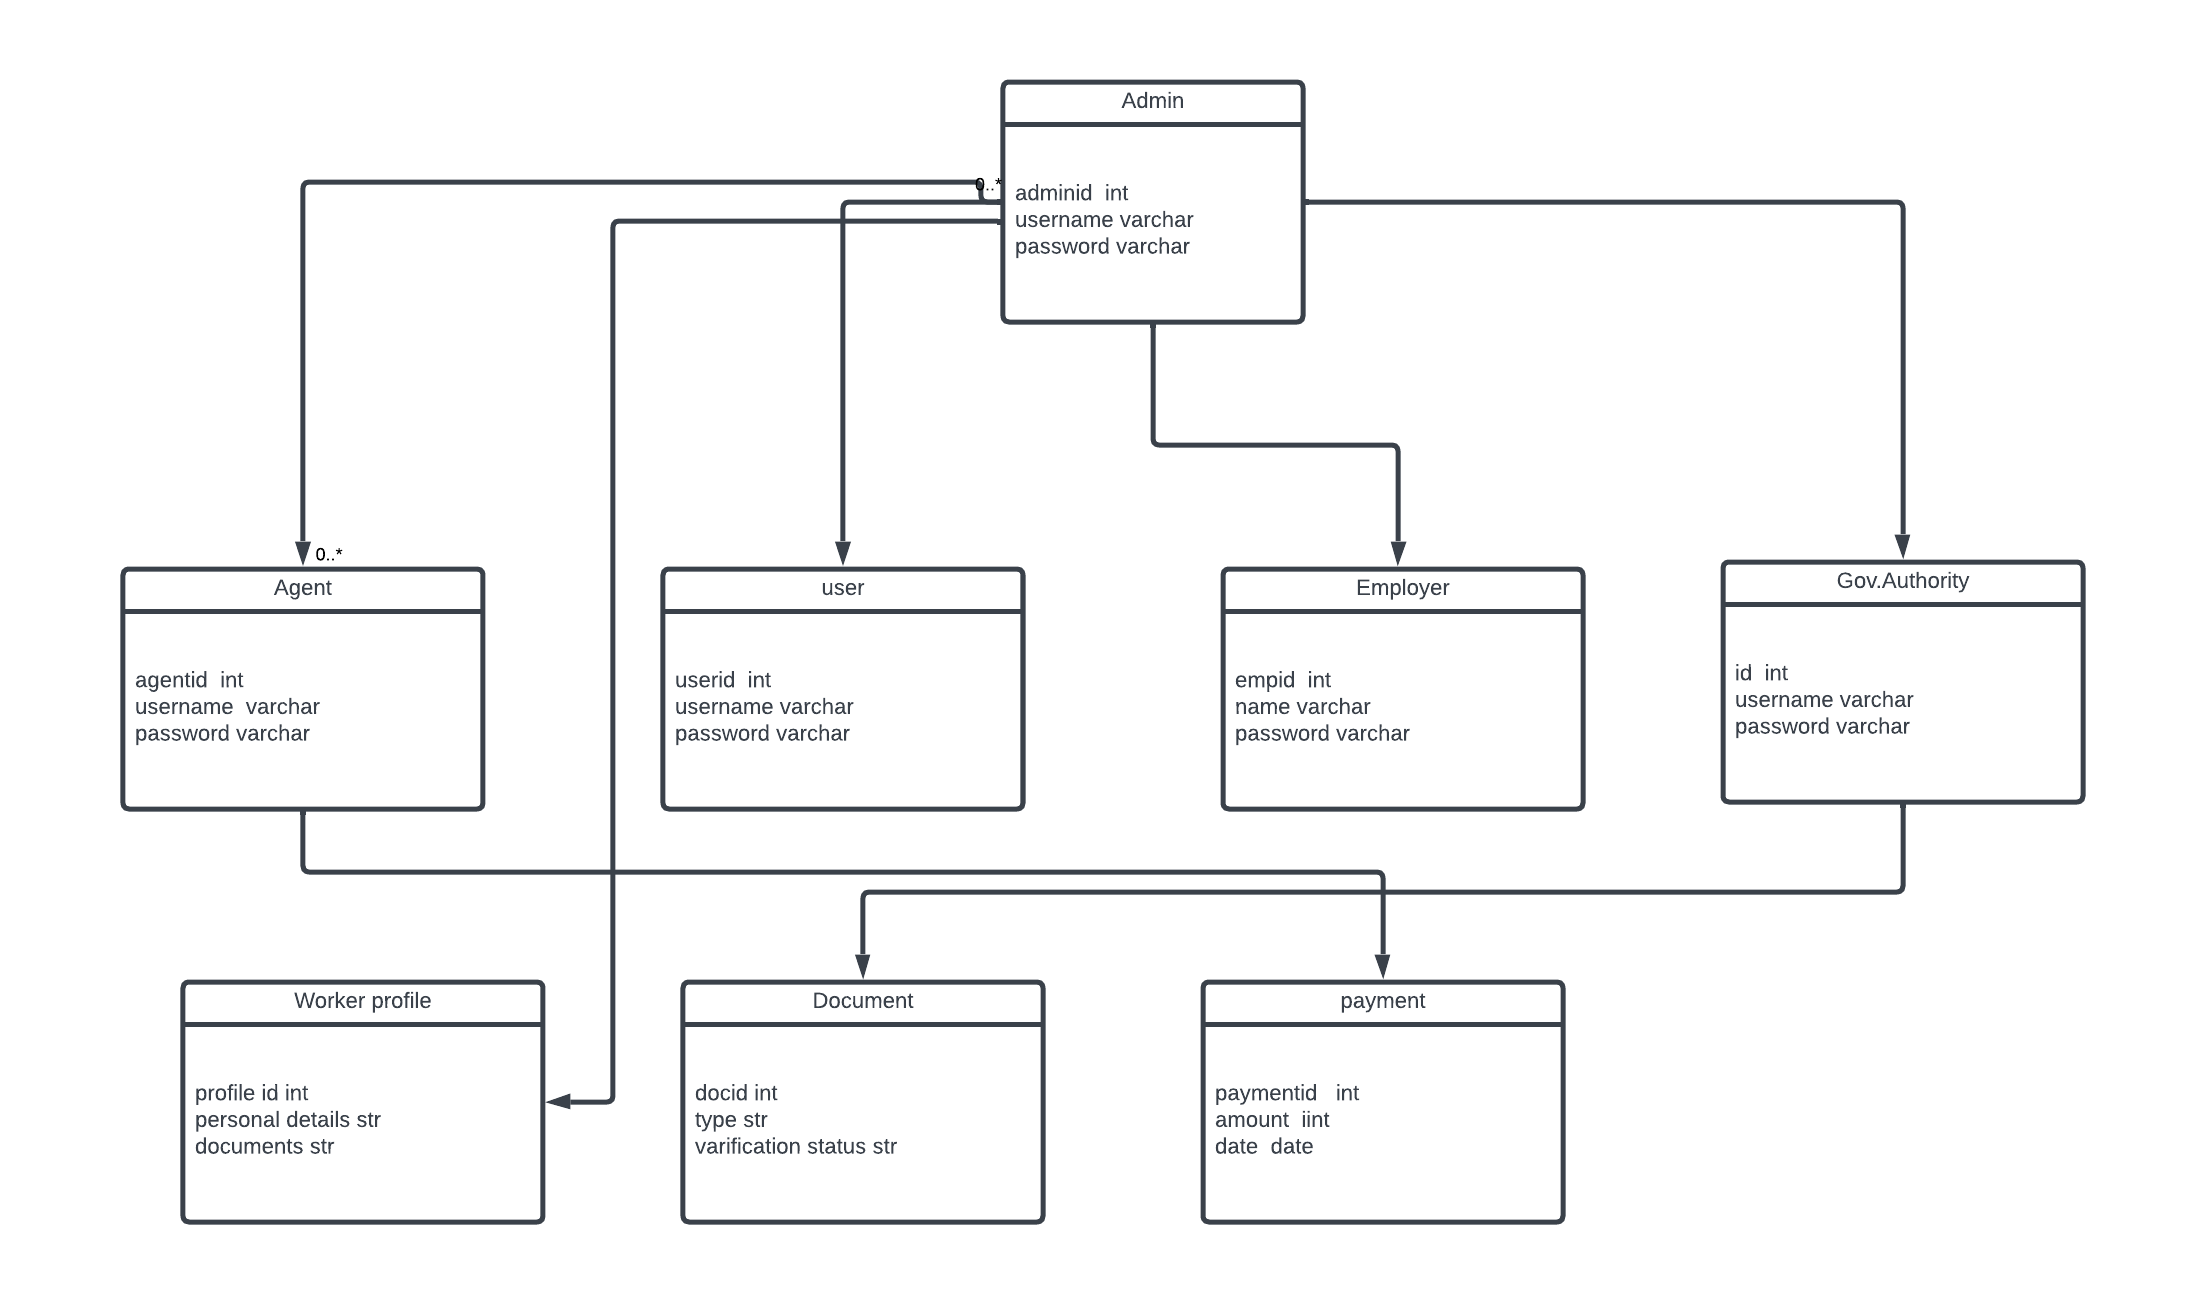 Admin
0..*
adminid  int
username varchar
password varchar
0..*
Agent
agentid  int
username  varchar
password varchar
user
userid  int
username varchar
password varchar
Employer
empid  int
name varchar
password varchar
Gov.Authority
id  int
username varchar
password varchar
Worker profile
profile id int
personal details str
documents str
Document
docid int
type str
varification status str
payment
paymentid   int
amount  iint
date  date